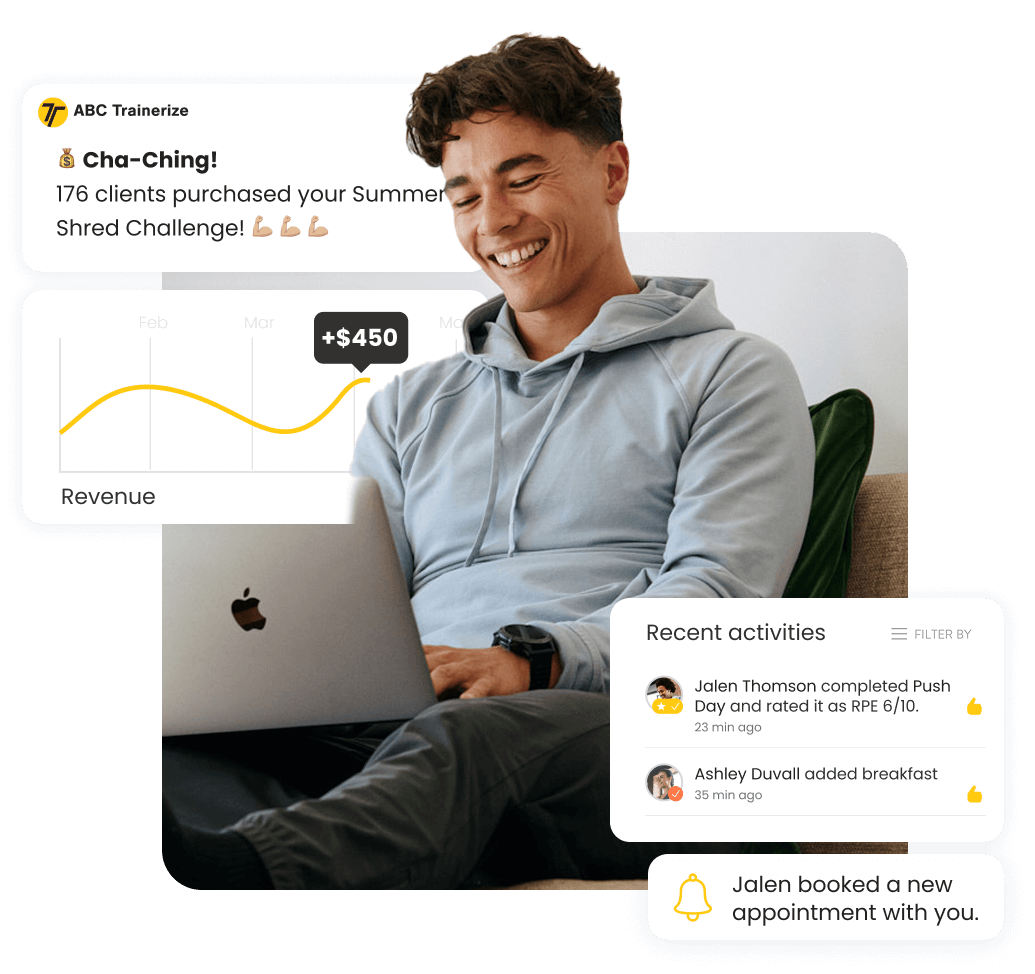 ABC Trainerize
💰 Cha-Ching!
176 clients purchased your Summer
Shred Challenge! 💪🏼 💪🏼 💪🏼
Feb
Mar
+$450
Revenue
Recent activities
FILTER BY
Jalen Thomson completed Push
Day and rated it as RPE 6/10.
23 min ago
Ashley Duvall added breakfast
35 min ago
Jalen booked a new
appointment with you.